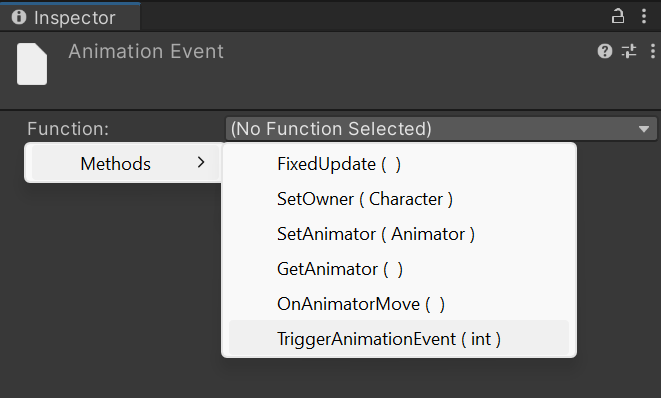 Inspector
Animation Event
Function:
(No Function Selected)
Methods
FixedUpdate ( )
SetOwner ( Character )
SetAnimator ( Animator )
GetAnimator ( )
OnAnimatorMove ( )
TriggerAnimationEvent ( int )